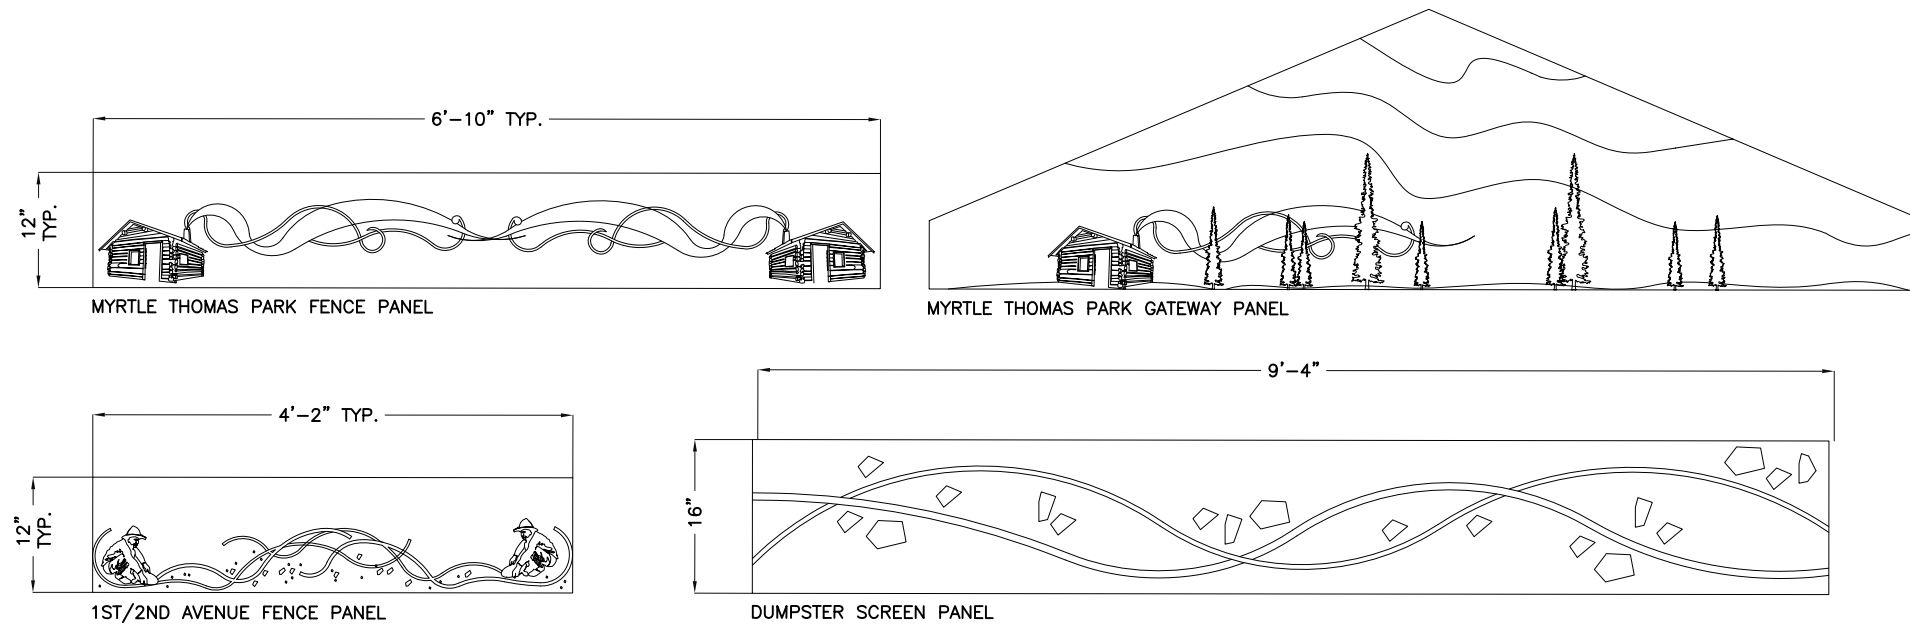 6'-10" TYP.
12"
TYP.
MYRTLE THOMAS PARK FENCE PANEL
MYRTLE THOMAS PARK GATEWAY PANEL
4'-2" TYP.
12"
TYP.
1ST/2ND AVENUE FENCE PANEL
9'-4"
16"
DUMPSTER SCREEN PANEL